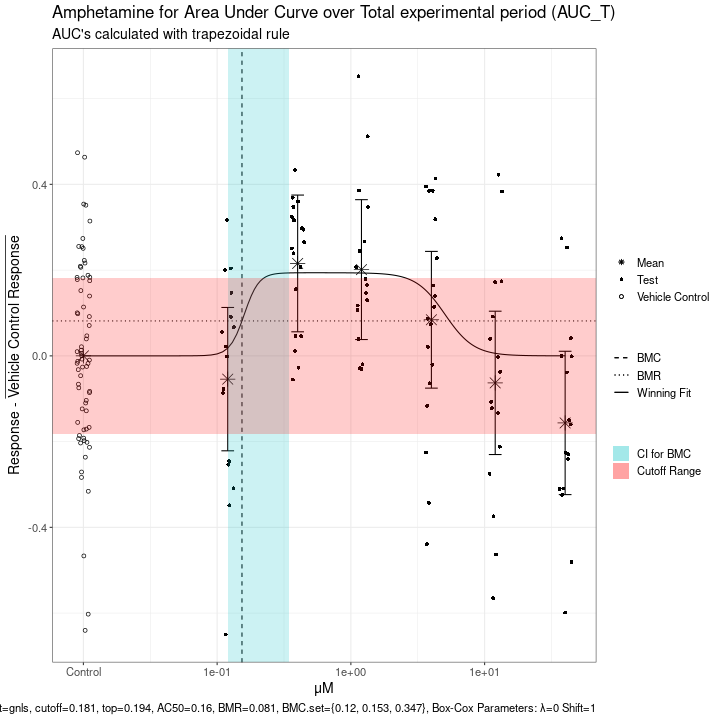 Amphetamine for Area Under Curve over Total experimental period (AUC_T)
AUC's calculated with trapezoidal rule
Response - Vehicle Control Response
0.4
0.0
-0.4
Control
1e-01
1e+00
1e+01
µM
Mean
Test
Vehicle Control
BMC
BMR
Winning Fit
CI for BMC
Cutoff Range
t=gnls, cutoff=0.181, top=0.194, AC50=0.16, BMR=0.081, BMC.set={0.12, 0.153, 0.347}, Box-Cox Parameters: λ=0 Shift=1